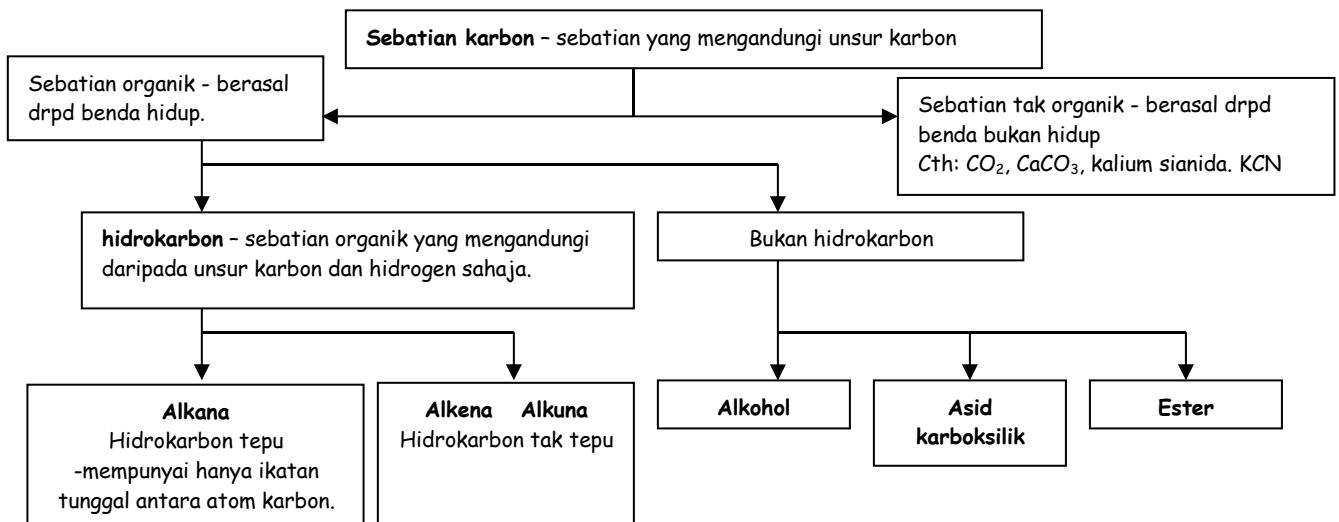 Sebatian karbon – sebatian yang mengandungi unsur karbon
Sebatian organik - berasal
drpd benda hidup.
Sebatian tak organik - berasal drpd
benda bukan hidup
Cth: CO₂, CaCO₃, kalium sianida. KCN
hidrokarbon – sebatian organik yang mengandungi
daripada unsur karbon dan hidrogen sahaja.
Bukan hidrokarbon
Alkana
Hidrokarbon tepu
-mempunyai hanya ikatan
tunggal antara atom karbon.
Alkena Alkuna
Hidrokarbon tak tepu
Alkohol
Asid
karboksilik
Ester